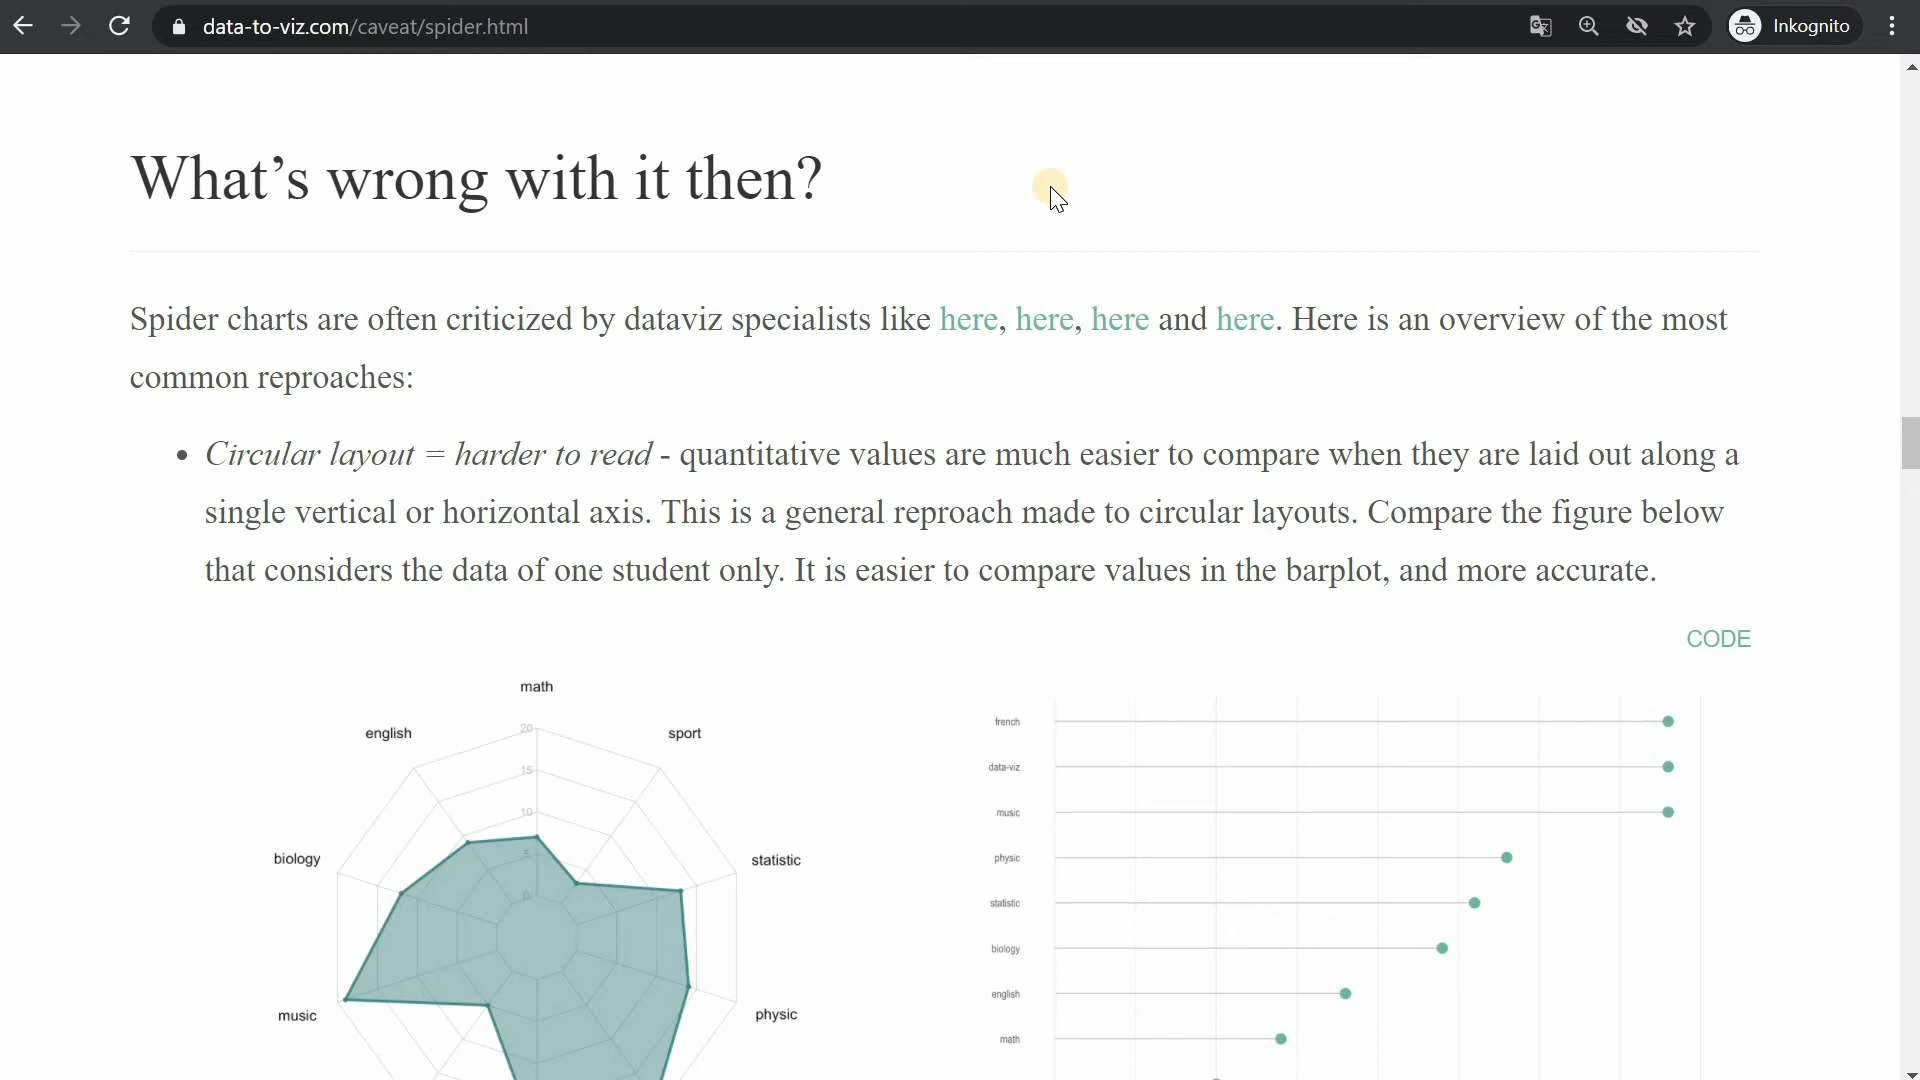 data-to-viz.com/caveat/spider.html
Inkognito
What’s wrong with it then?
Spider charts are often criticized by dataviz specialists like here, here, here and here. Here is an overview of the most
common reproaches:
• Circular layout = harder to read - quantitative values are much easier to compare when they are laid out along a
single vertical or horizontal axis. This is a general reproach made to circular layouts. Compare the figure below
that considers the data of one student only. It is easier to compare values in the barplot, and more accurate.
CODE
math
english
sport
20
15
10
5
0
biology
statistic
music
physic
french
data-viz
music
physic
statistic
biology
english
math